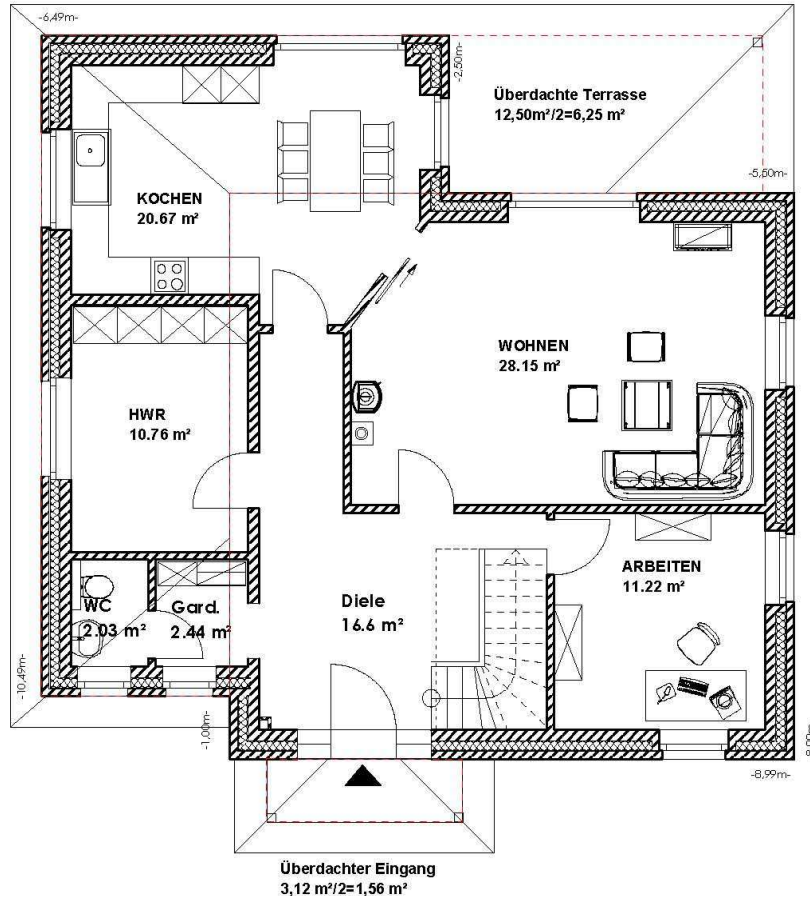 -6,49m-
-2,50m-
Überdachte Terrasse
12,50m²/2=6,25 m²
-5,50m-
KOCHEN
20.67 m²
WOHNEN
28.15 m²
HWR
10.76 m²
ARBEITEN
11.22 m²
WC
2.03 m²
Gard.
2.44 m²
Diele
16.6 m²
-10,49m-
-1,00m-
-8,99m-
Überdachter Eingang
3,12 m²/2=1,56 m²